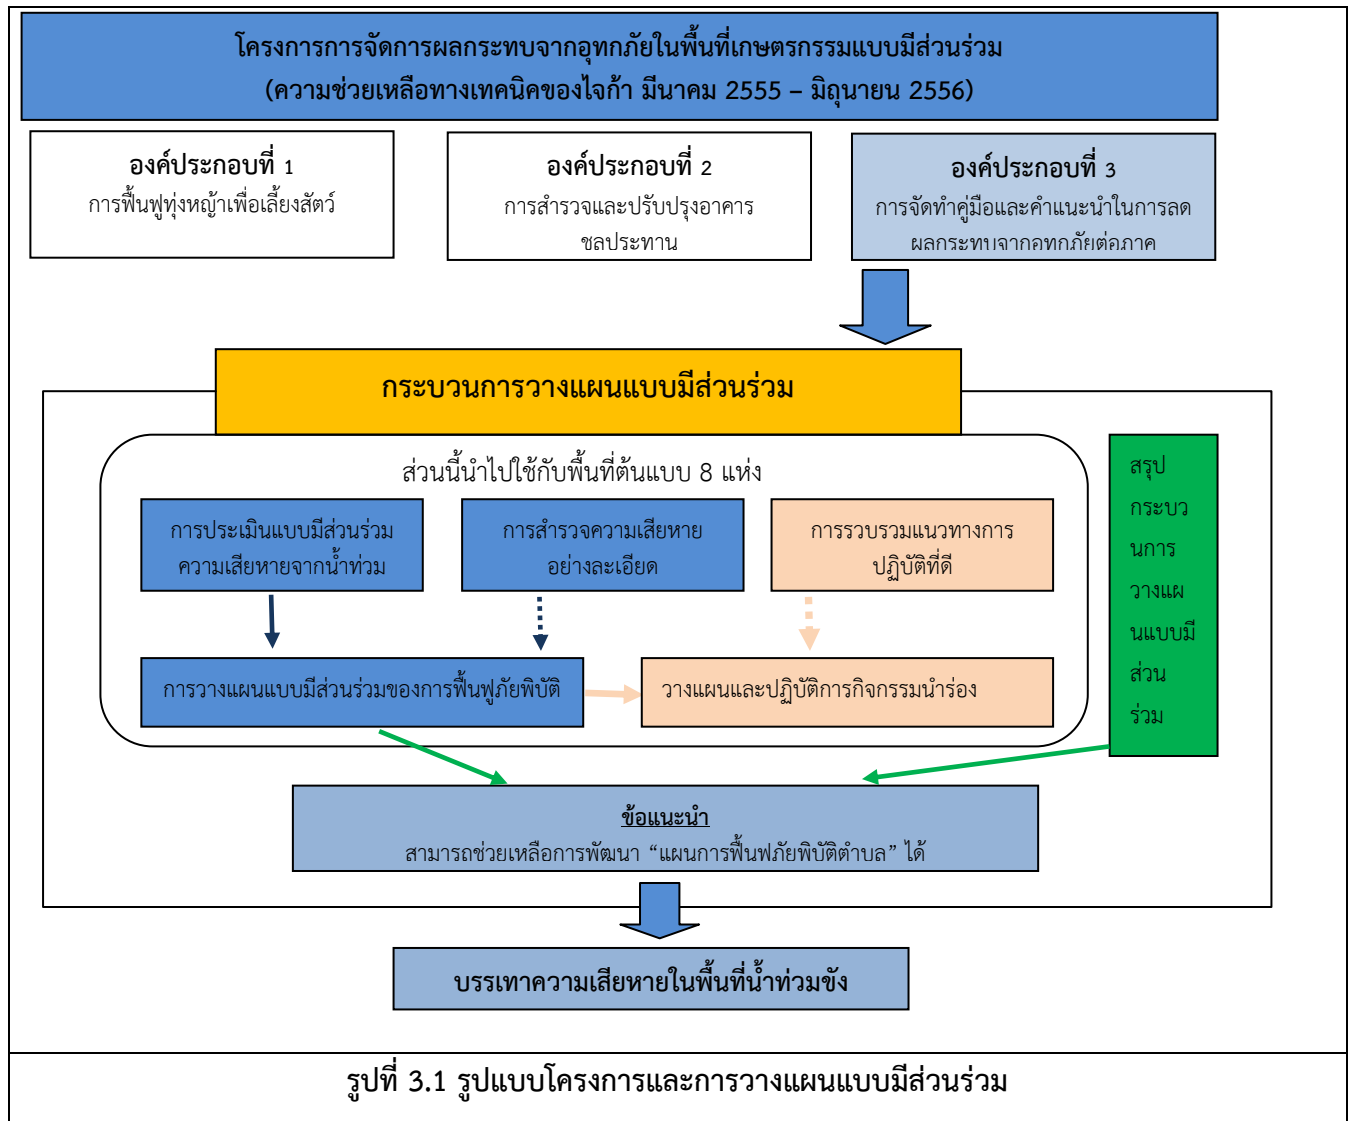 โครงการการจัดการผลกระทบจากอุทกภัยในพื้นที่เกษตรกรรมแบบมีส่วนร่วม
(ความช่วยเหลือทางเทคนิคของไจก้า มีนาคม 2555 – มิถุนายน 2556)
องค์ประกอบที่ 1
การฟื้นฟูทุ่งหญ้าเพื่อเลี้ยงสัตว์
องค์ประกอบที่ 2
การสำรวจและปรับปรุงอาคาร
ชลประทาน
องค์ประกอบที่ 3
การจัดทำคู่มือและคำแนะนำในการลด
ผลกระทบจากอุทกภัยต่อภาค
กระบวนการวางแผนแบบมีส่วนร่วม
ส่วนนี้นำไปใช้กับพื้นที่ต้นแบบ 8 แห่ง
การประเมินแบบมีส่วนร่วม
ความเสียหายจากน้ำท่วม
การสำรวจความเสียหาย
อย่างละเอียด
การรวบรวมแนวทางการ
ปฏิบัติที่ดี
การวางแผนแบบมีส่วนร่วมของการฟื้นฟูภัยพิบัติ
วางแผนและปฏิบัติการกิจกรรมนำร่อง
สรุป
กระบว
นการ
วางแผ
นแบบมี
ส่วน
ร่วม
ข้อแนะนำ
สามารถช่วยเหลือการพัฒนา “แผนการฟื้นฟูภัยพิบัติตำบล” ได้
บรรเทาความเสียหายในพื้นที่น้ำท่วมขัง
รูปที่ 3.1 รูปแบบโครงการและการวางแผนแบบมีส่วนร่วม